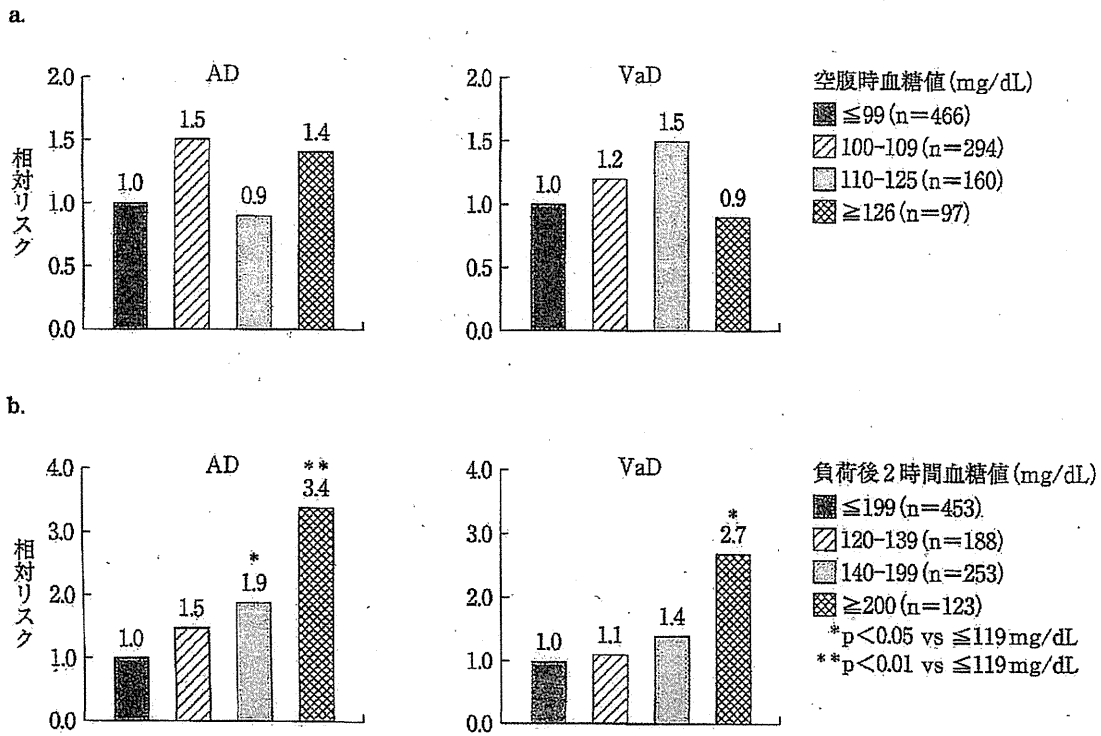 a.
AD
2.0
1.5
1.0
0.5
0.0
相対リスク
1.0
1.5
0.9
1.4
VaD
2.0
1.5
1.0
0.5
0.0
1.0
1.2
1.5
0.9
空腹時血糖値(mg/dL)
≦99(n=466)
100-109(n=294)
110-125(n=160)
≧126(n=97)
b.
AD
4.0
3.0
2.0
1.0
0.0
相対リスク
1.0
1.5
*
1.9
**
3.4
VaD
4.0
3.0
2.0
1.0
0.0
1.0
1.1
1.4
*
2.7
負荷後2時間血糖値(mg/dL)
≦199(n=453)
120-139(n=188)
140-199(n=253)
≧200(n=123)
*p<0.05 vs ≦119mg/dL
**p<0.01 vs ≦119mg/dL